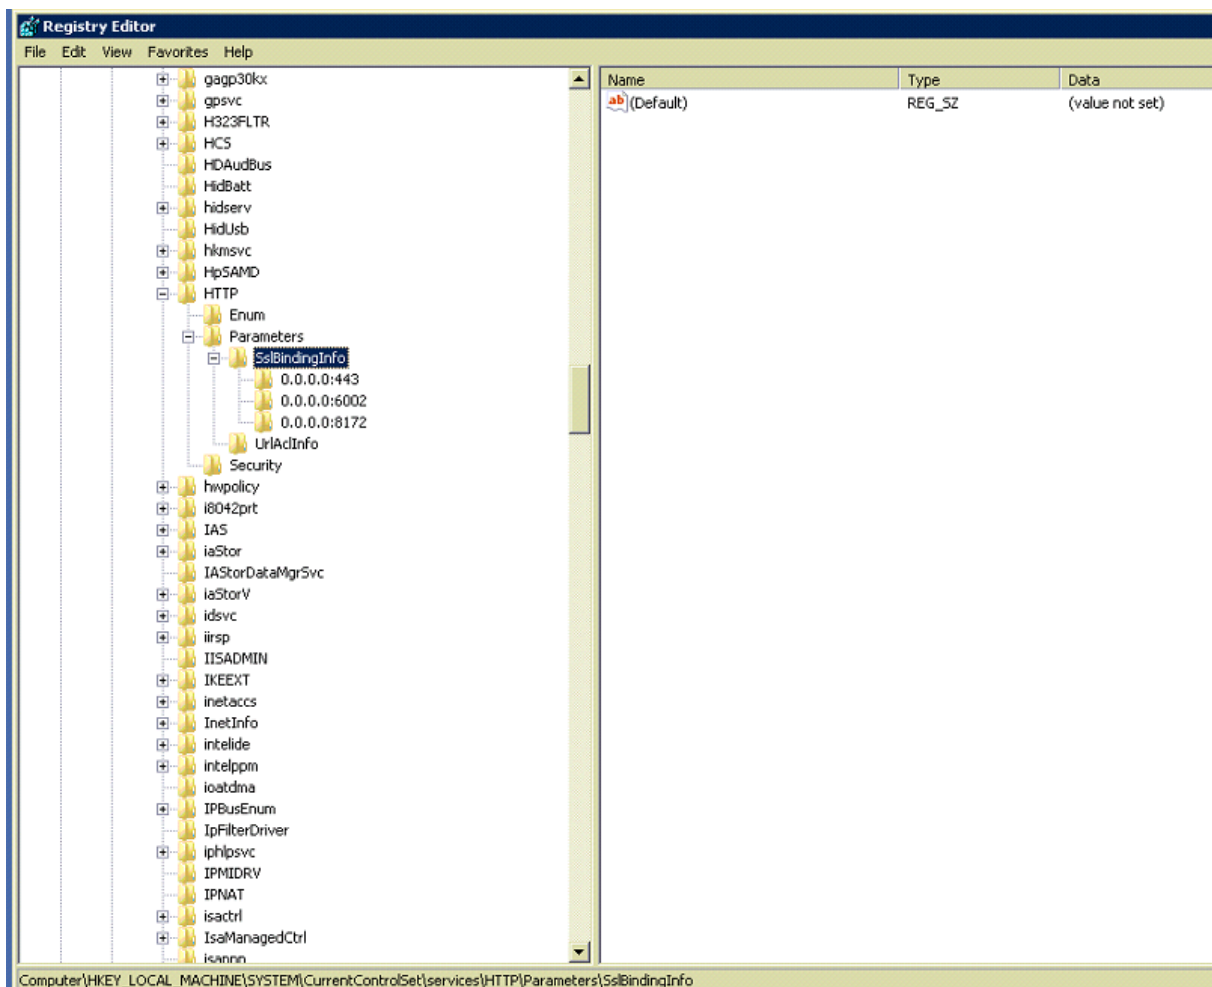 Registry Editor
File Edit View Favorites Help
gagp30kx
gpsvc
H323FLTR
HCS
HDAudBus
HidBatt
hidserv
HidUsb
hkmsvc
HpSAMD
HTTP
Enum
Parameters
SslBindingInfo
0.0.0.0:443
0.0.0.0:6002
0.0.0.0:8172
UrlAclInfo
Security
hwpolicy
i8042prt
IAS
iaStor
IAStorDataMgrSvc
iaStorV
idsvc
iirsp
IISADMIN
IKEEXT
inetaccs
InetInfo
intelide
intelppm
ioatdma
IPBusEnum
IpFilterDriver
iphlpsvc
IPMIDRV
IPNAT
isactrl
IsaManagedCtrl
isapnp
Name Type Data
ab (Default) REG_SZ (value not set)
Computer\HKEY_LOCAL_MACHINE\SYSTEM\CurrentControlSet\services\HTTP\Parameters\SslBindingInfo